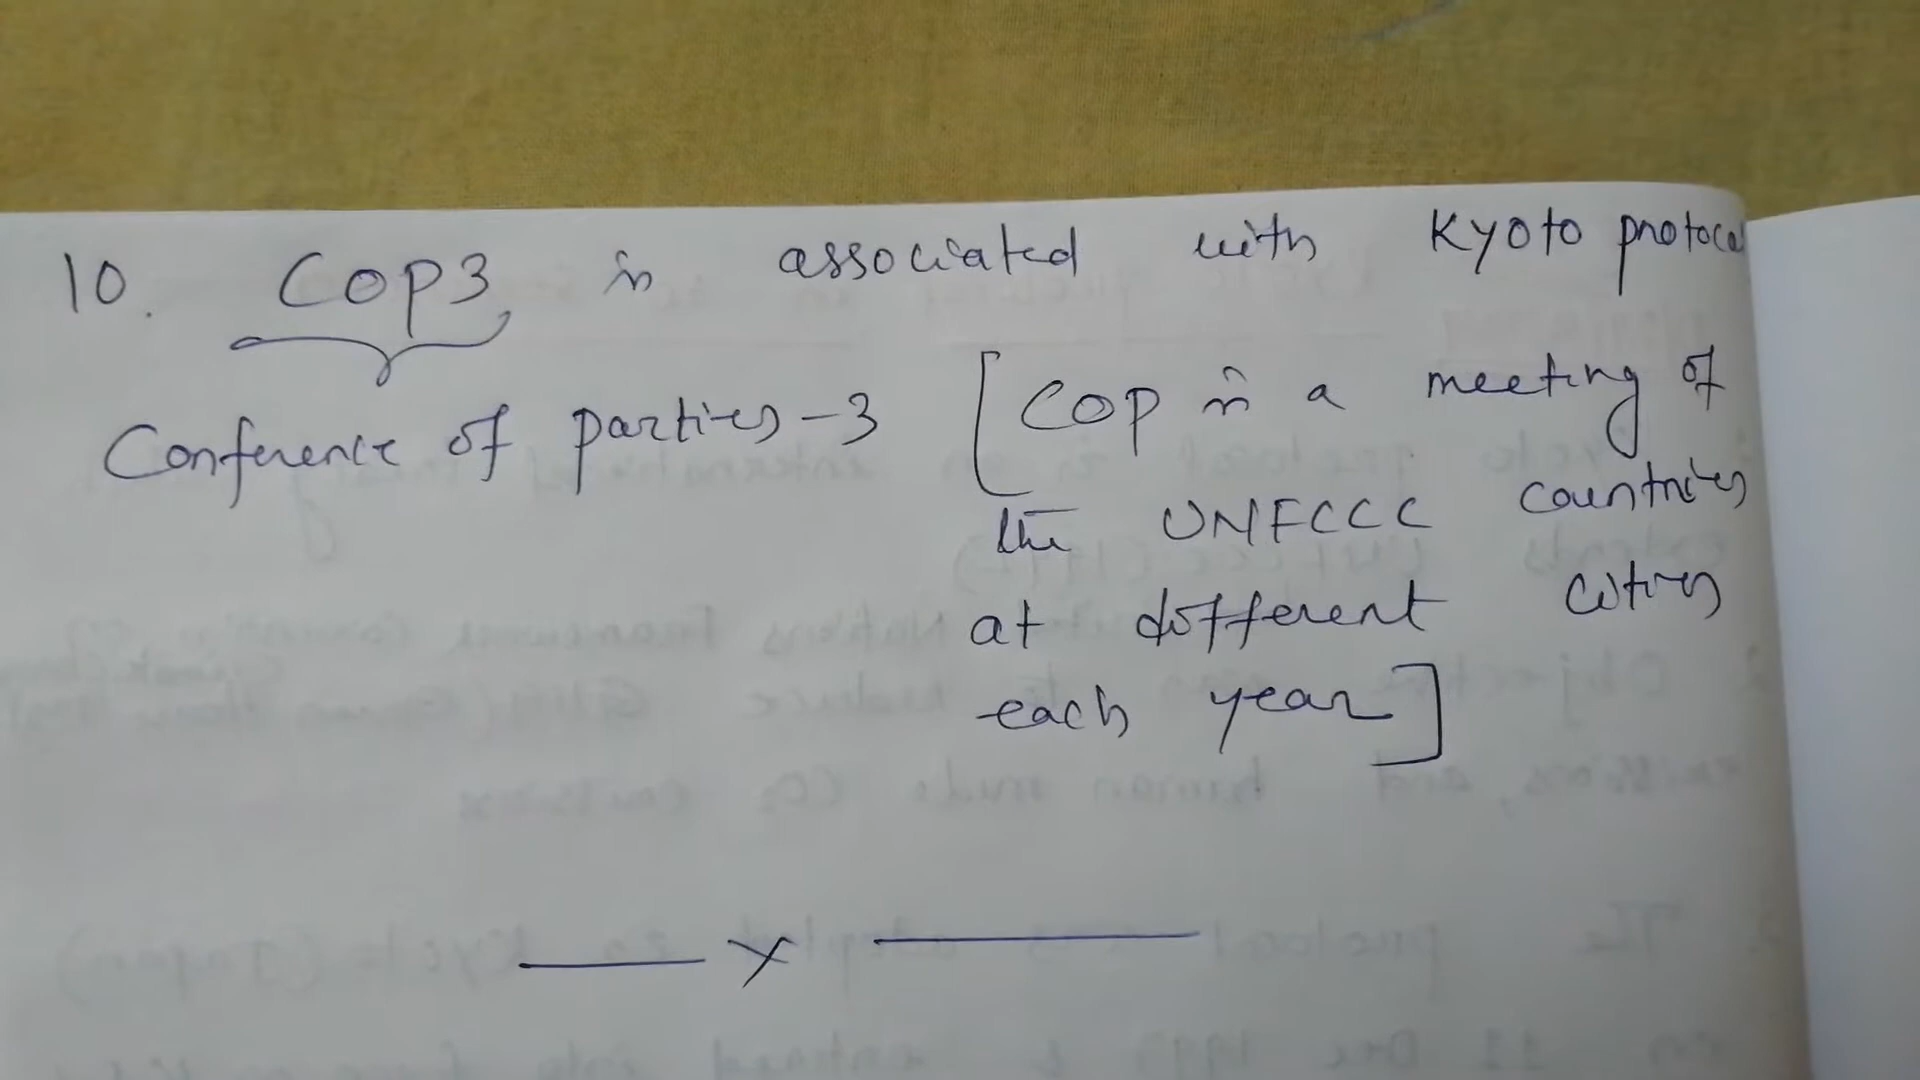 10. COP3 is associated with Kyoto protocol
Conference of parties-3 [COP is a meeting of
the UNFCCC countries
at different cities
each year]
x